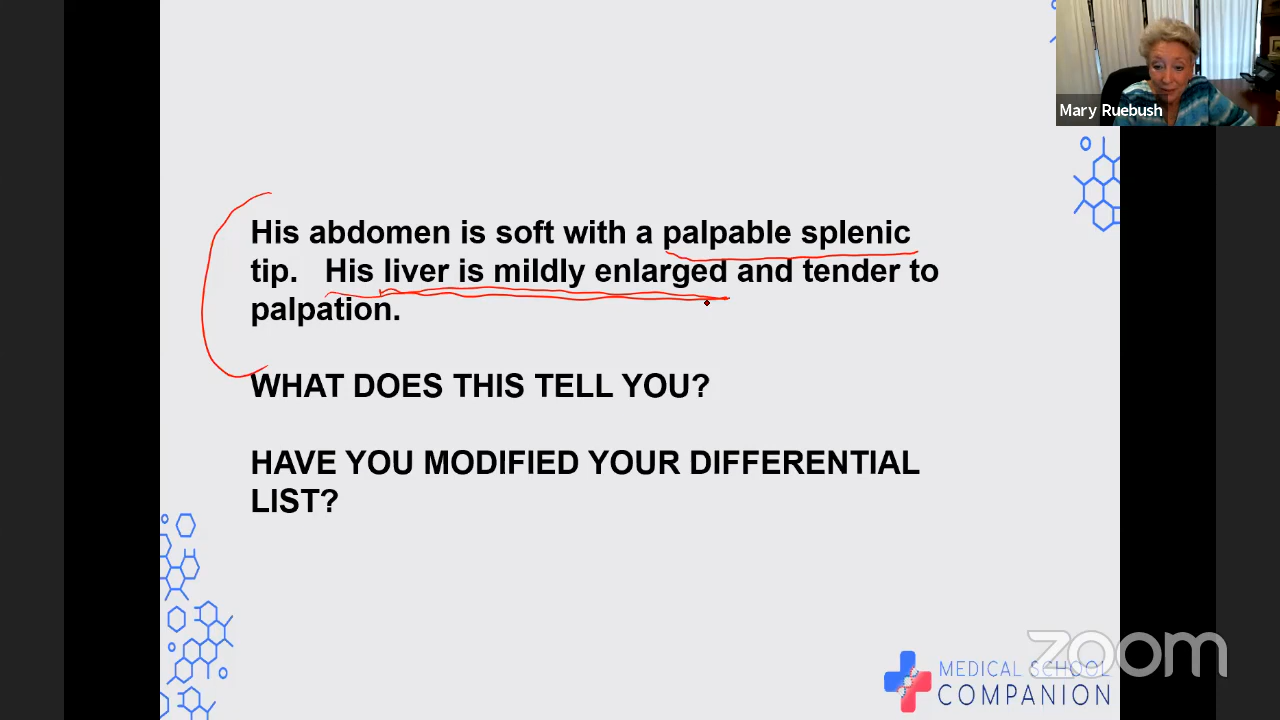 Mary Ruebush
His abdomen is soft with a palpable splenic
tip. His liver is mildly enlarged and tender to
palpation.
WHAT DOES THIS TELL YOU?
HAVE YOU MODIFIED YOUR DIFFERENTIAL
LIST?
zoom
MEDICAL SCHOOL
COMPANION